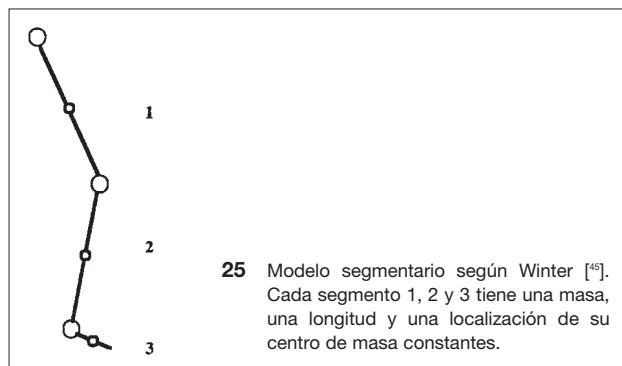 1
2
25 Modelo segmentario según Winter [45].
Cada segmento 1, 2 y 3 tiene una masa,
una longitud y una localización de su
centro de masa constantes.
3